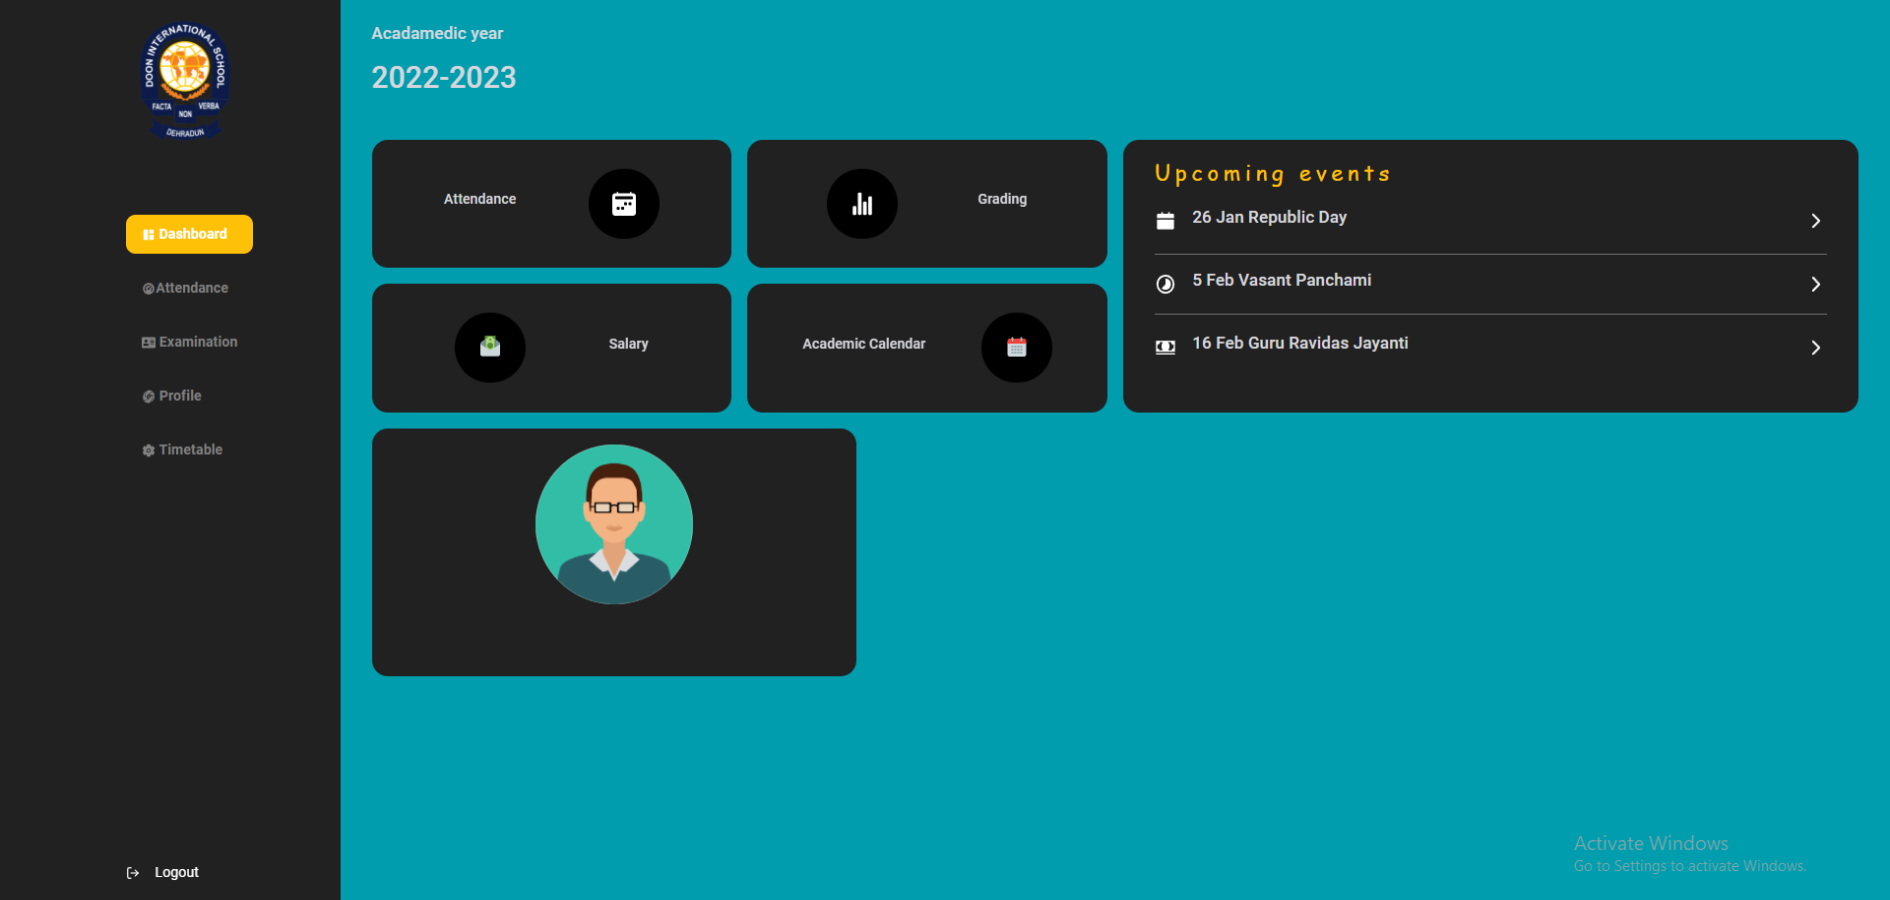 DOON INTERNATIONAL SCHOOL
FACTA NON VERBA
DEHRADUN
Dashboard
Attendance
Examination
Profile
Timetable
Logout
Acadamedic year
2022-2023
Attendance
Grading
Salary
Academic Calendar
Upcoming events
26 Jan Republic Day
5 Feb Vasant Panchami
16 Feb Guru Ravidas Jayanti
Activate Windows
Go to Settings to activate Windows.